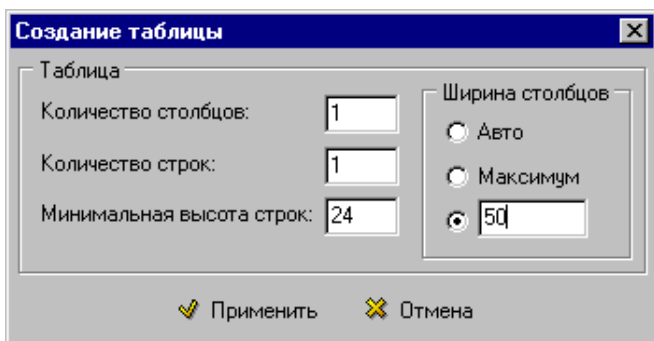 Создание таблицы
Таблица
Количество столбцов: 1
Количество строк: 1
Минимальная высота строк: 24
Ширина столбцов
Авто
Максимум
50
Применить Отмена